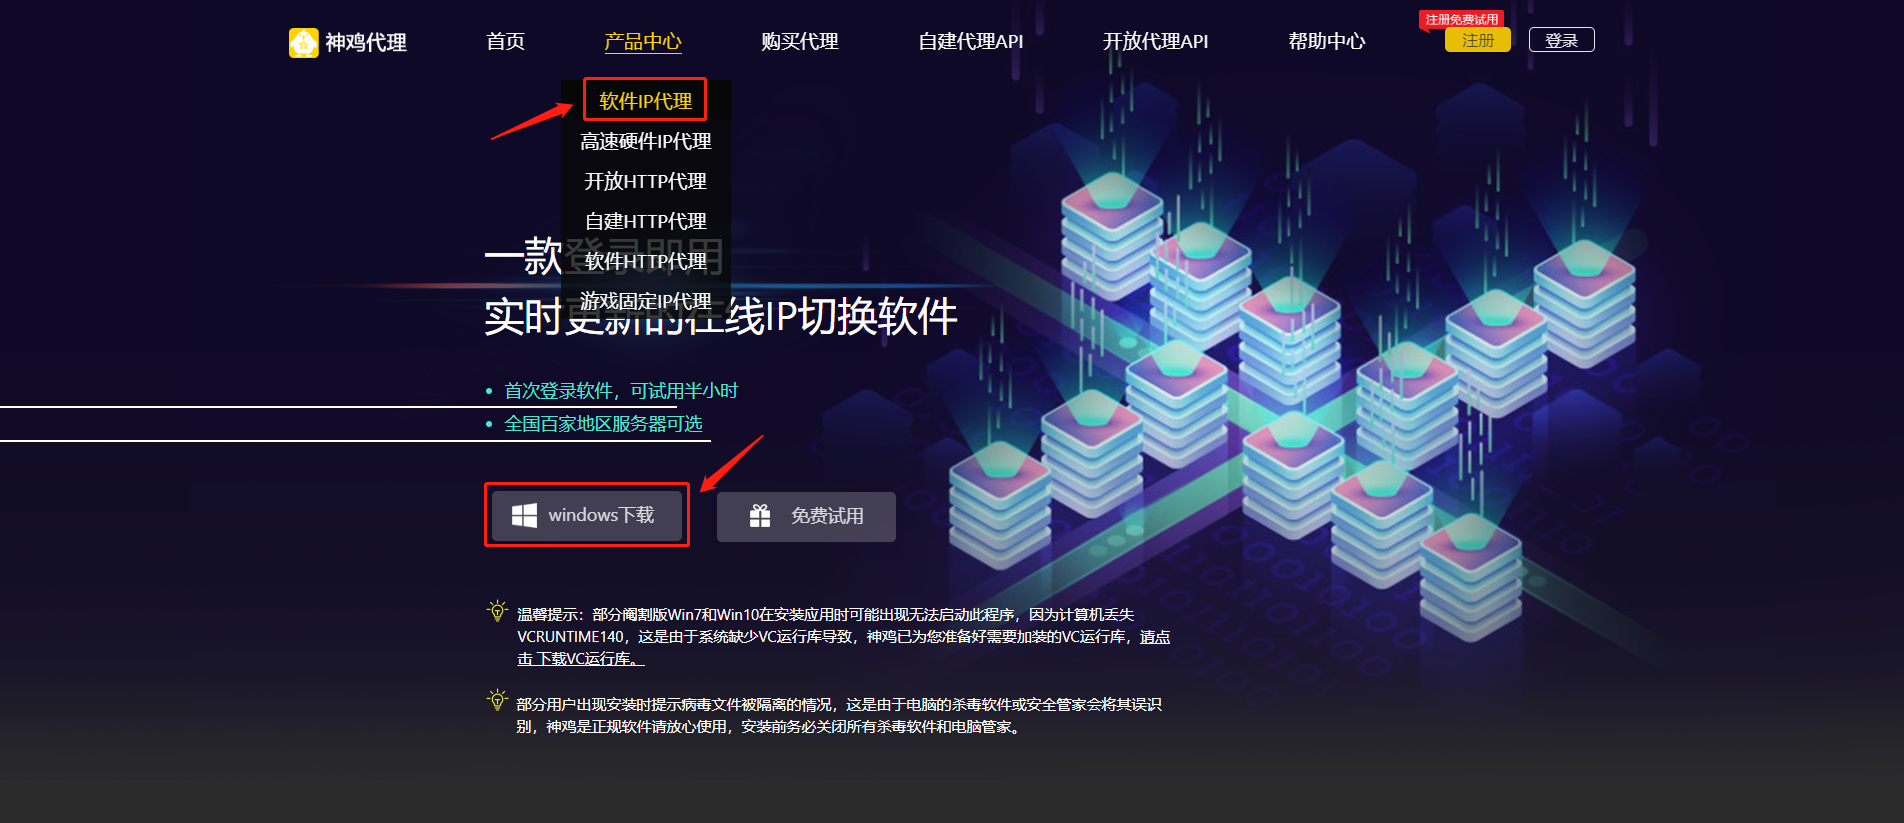 神鸡代理
首页
产品中心
购买代理
自建代理API
开放代理API
帮助中心
注册免费试用
注册
登录
软件IP代理
高速硬件IP代理
开放HTTP代理
自建HTTP代理
软件HTTP代理
游戏固定IP代理
一款登录即用
实时更新的在线IP切换软件
首次登录软件，可试用半小时
全国百家地区服务器可选
windows下载
免费试用
温馨提示：部分阉割版Win7和Win10在安装应用时可能出现无法启动此程序，因为计算机丢失
VCRUNTIME140，这是由于系统缺少VC运行库导致，神鸡已为您准备好需要加装的VC运行库，请点
击 下载VC运行库。
部分用户出现安装时提示病毒文件被隔离的情况，这是由于电脑的杀毒软件或安全管家会将其误识
别，神鸡是正规软件请放心使用，安装前务必关闭所有杀毒软件和电脑管家。